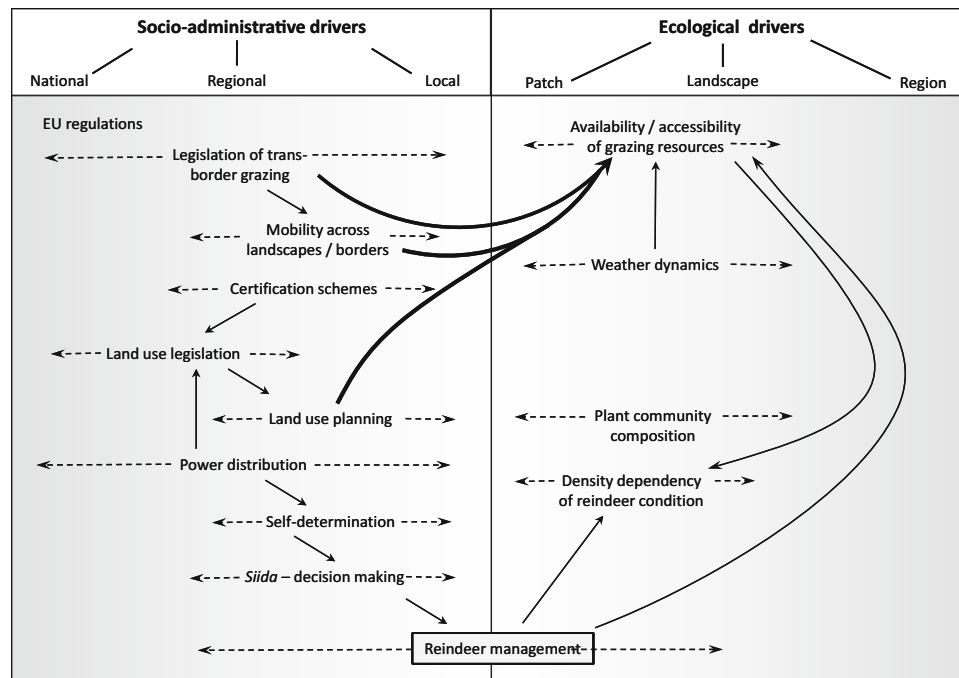 Socio-administrative drivers
National
Regional
Local
EU regulations
Legislation of trans-
border grazing
Mobility across
landscapes / borders
Certification schemes
Land use legislation
Land use planning
Power distribution
Self-determination
Siida – decision making
Reindeer management
Ecological drivers
Patch
Landscape
Region
Availability / accessibility
of grazing resources
Weather dynamics
Plant community
composition
Density dependency
of reindeer condition